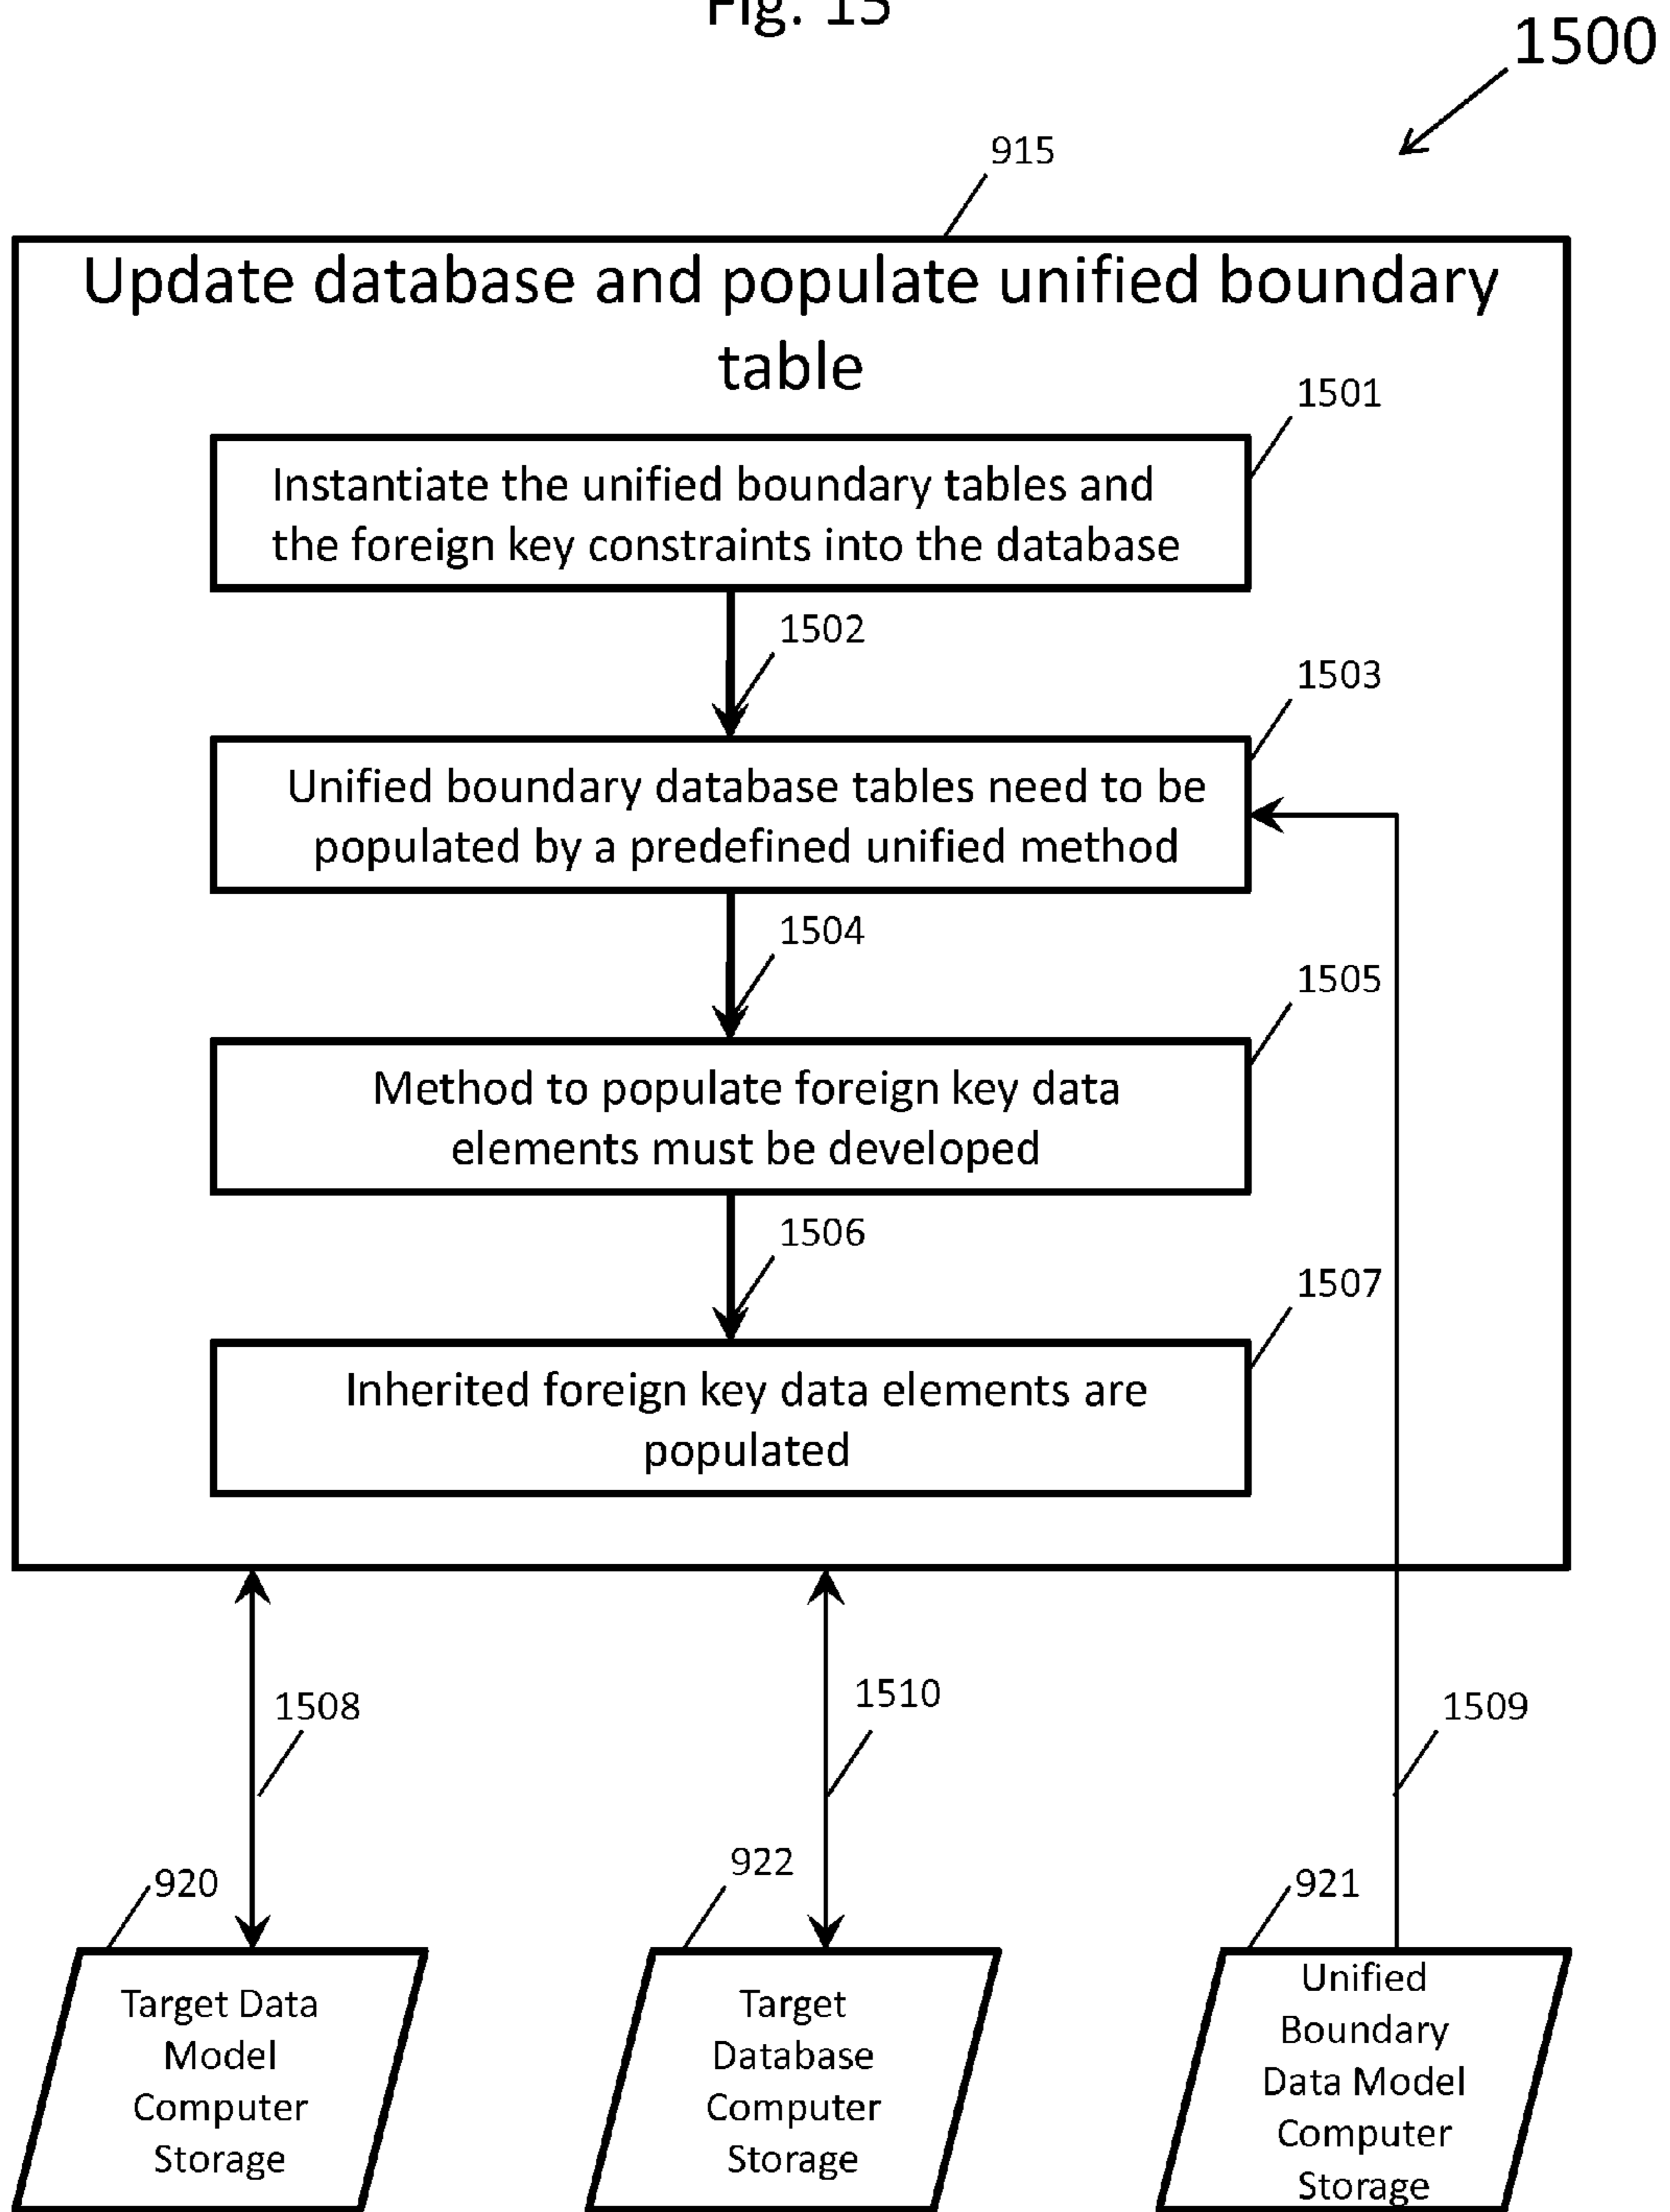 Fig. 15
1500
915
Update database and populate unified boundary
table
1501
Instantiate the unified boundary tables and
the foreign key constraints into the database
1502
1503
Unified boundary database tables need to be
populated by a predefined unified method
1504
1505
Method to populate foreign key data
elements must be developed
1506
1507
Inherited foreign key data elements are
populated
1508
1510
1509
920
922
921
Target Data
Model
Computer
Storage
Target
Database
Computer
Storage
Unified
Boundary
Data Model
Computer
Storage